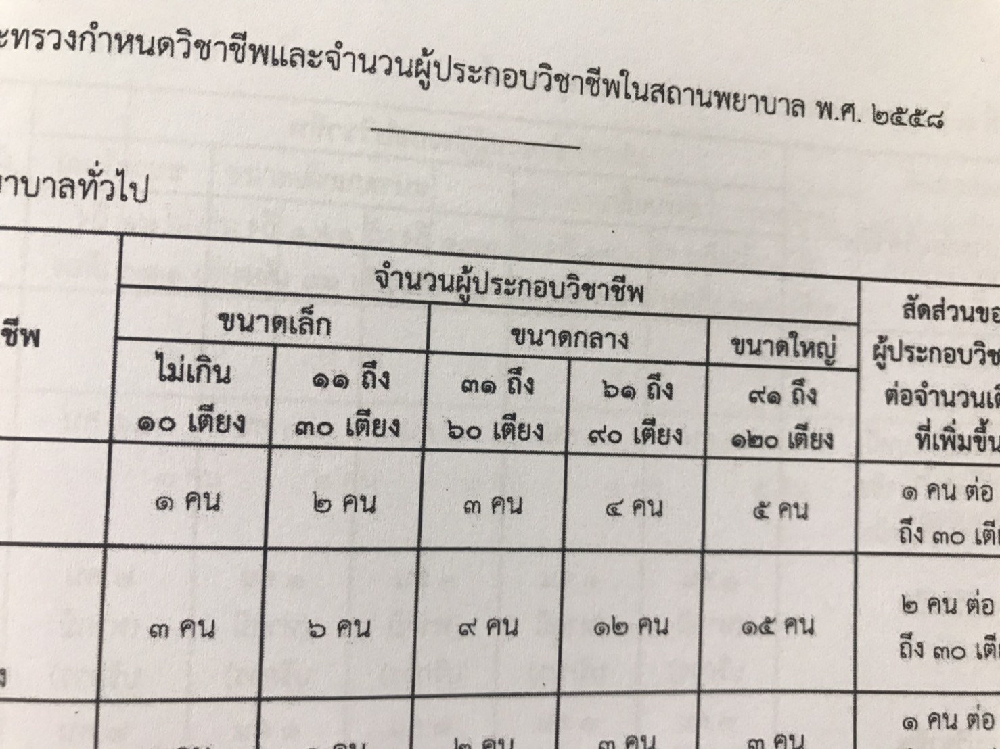 ะทรวงกำหนดวิชาชีพและจำนวนผู้ประกอบวิชาชีพในสถานพยาบาล พ.ศ. ๒๕๕๘
ยาบาลทั่วไป
ชีพ
จำนวนผู้ประกอบวิชาชีพ
สัดส่วนขอ
ผู้ประกอบวิช
ต่อจำนวนเตี
ที่เพิ่มขึ้น
ขนาดเล็ก
ขนาดกลาง
ขนาดใหญ่
ไม่เกิน
๑๐ เตียง
๑๑ ถึง
๓๐ เตียง
๓๑ ถึง
๖๐ เตียง
๖๑ ถึง
๙๐ เตียง
๙๑ ถึง
๑๒๐ เตียง
๑ คน
๒ คน
๓ คน
๔ คน
๕ คน
๑ คน ต่อ
ถึง ๓๐ เตีย
๓ คน
๖ คน
๙ คน
๑๒ คน
๑๕ คน
๒ คน ต่อ
ถึง ๓๐ เตีย
ง
๒ คน
๓ คน
๓ คน
๑ คน ต่อ